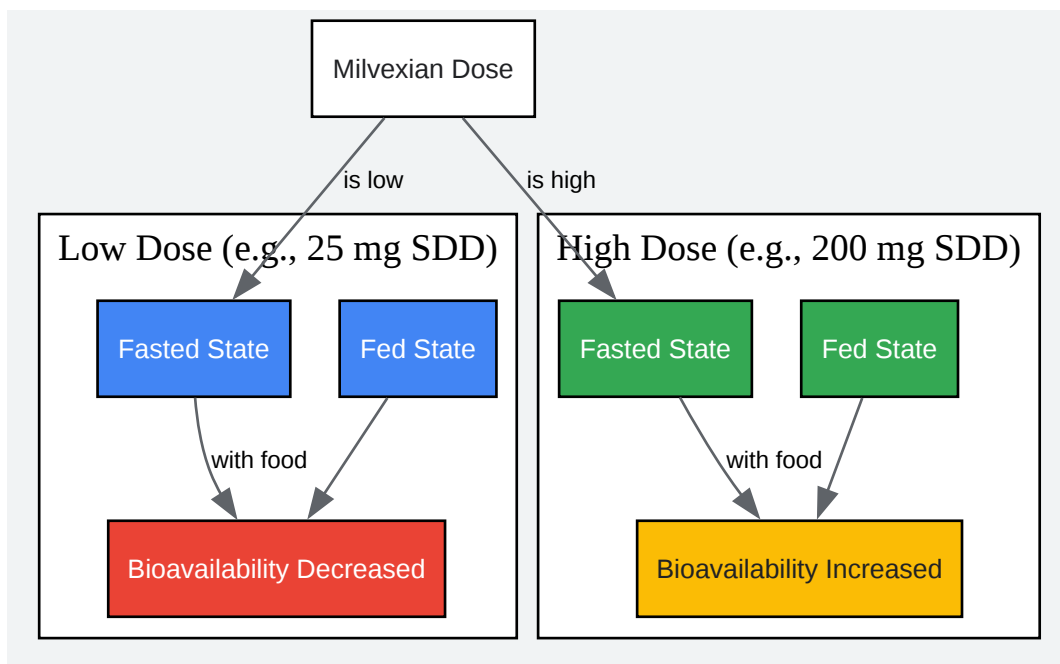 Milvexian Dose
is low
is high
Low Dose (e.g., 25 mg SDD)
High Dose (e.g., 200 mg SDD)
Fasted State
Fed State
Fasted State
Fed State
with food
with food
Bioavailability Decreased
Bioavailability Increased